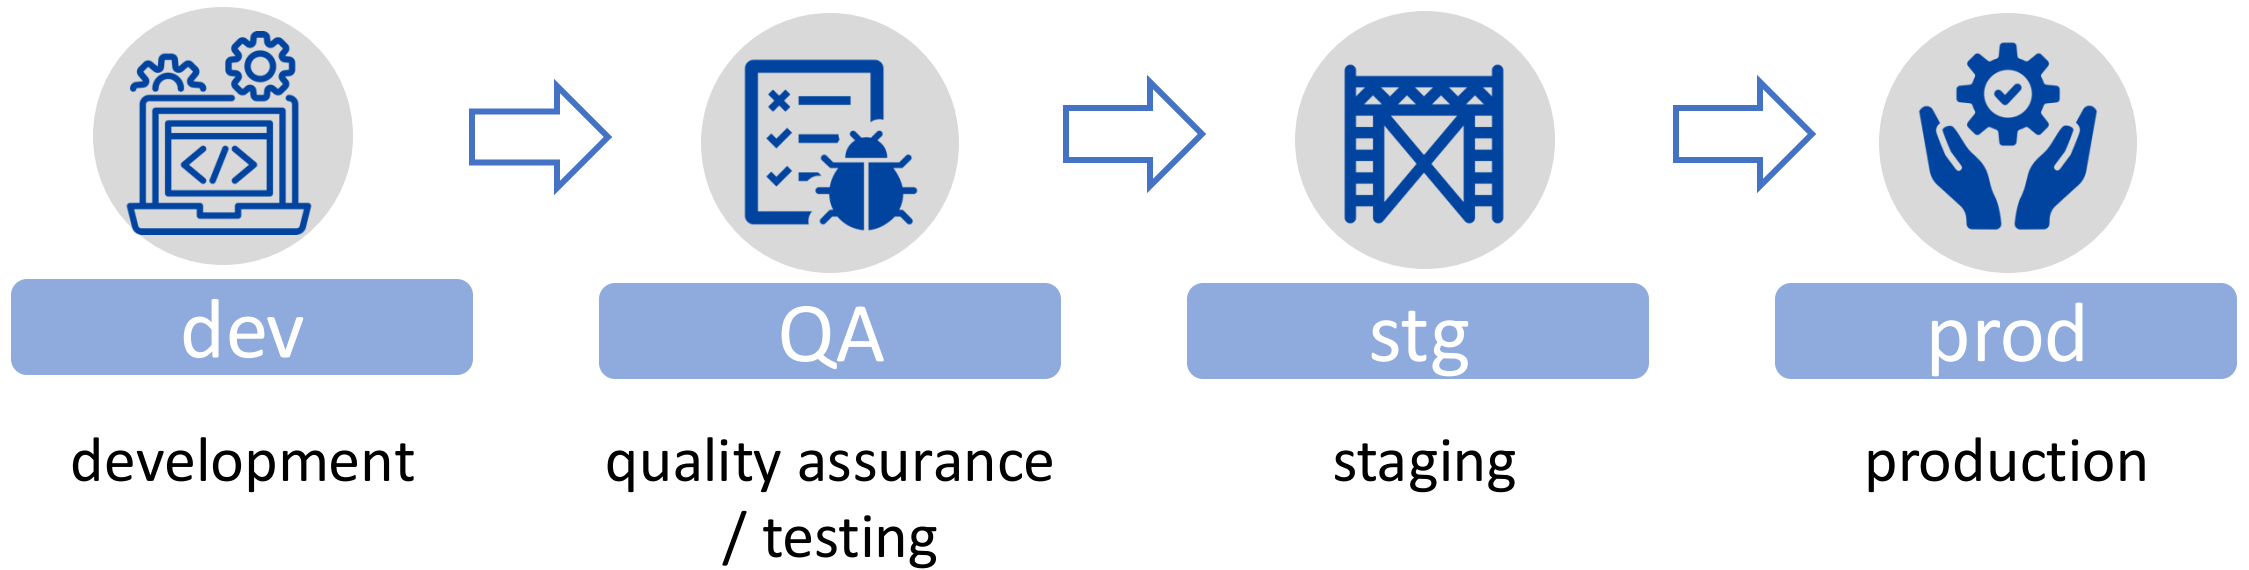 dev
QA
stg
prod
development
quality assurance
/ testing
staging
production